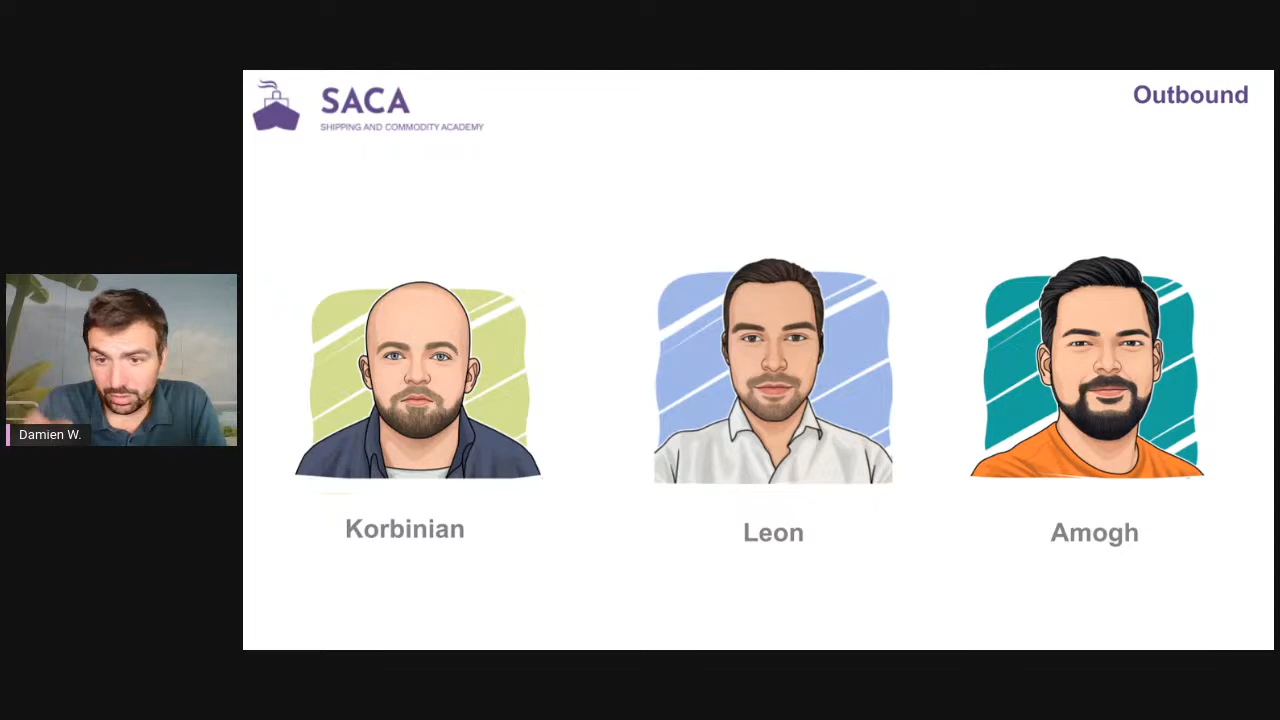 SACA
SHIPPING AND COMMODITY ACADEMY
Outbound
Damien W.
Korbinian
Leon
Amogh